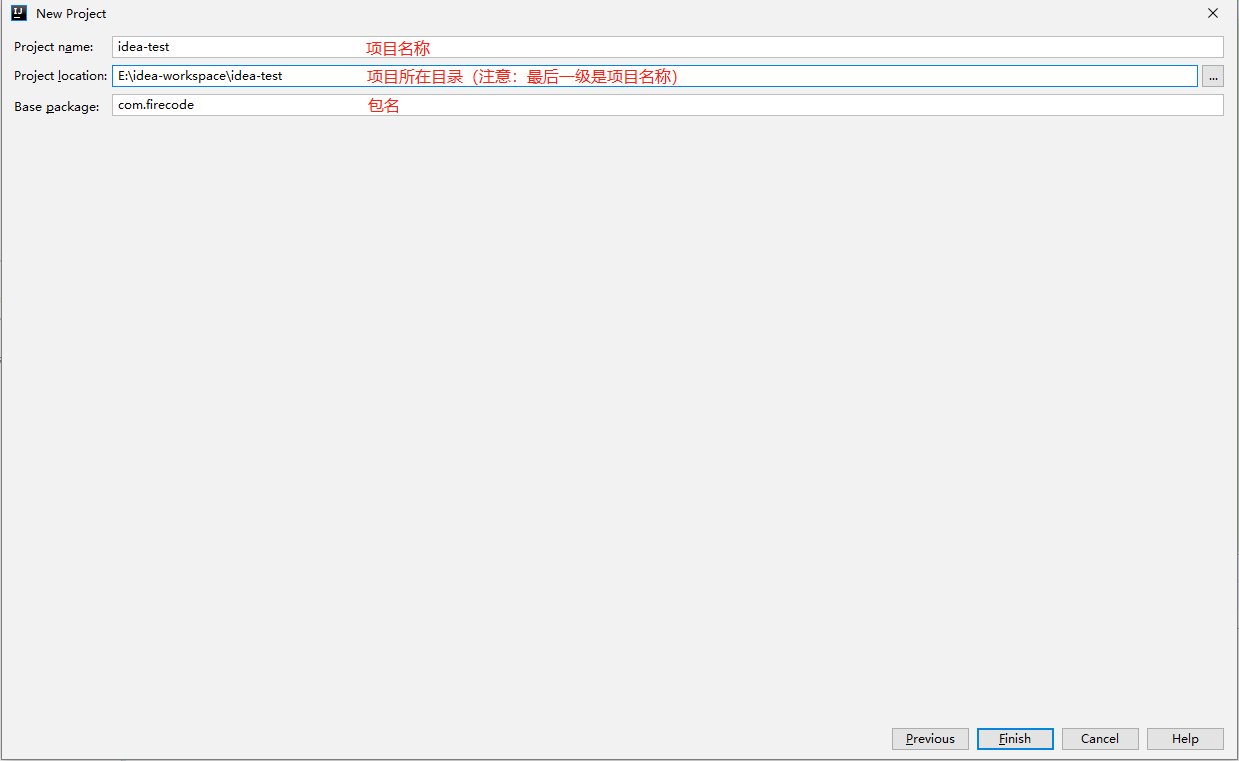 New Project
Project name: idea-test 项目名称
Project location: E:\idea-workspace\idea-test 项目所在目录（注意：最后一级是项目名称） ...
Base package: com.firecode 包名
Previous Finish Cancel Help